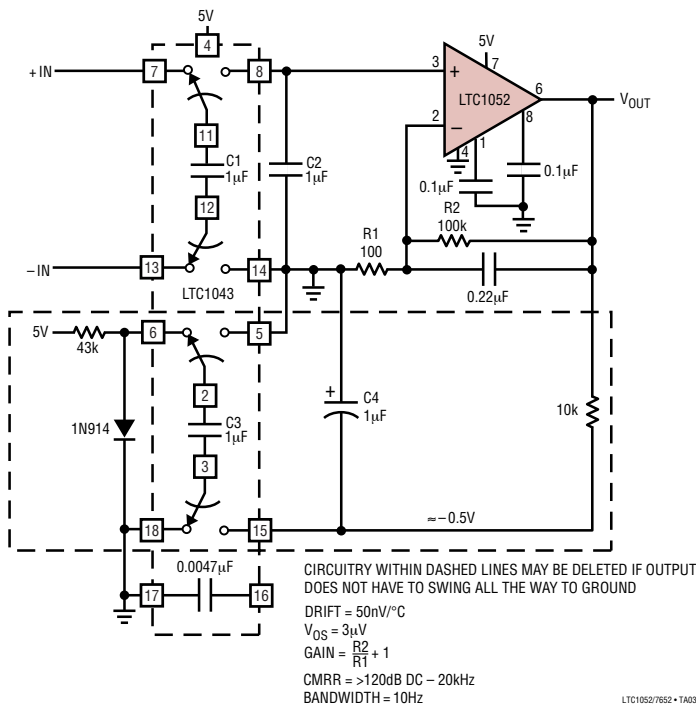 5V
4
+IN
7
8
3
+
5V
7
LTC1052
6
VOUT
2
−
8
1
4
11
C1
1µF
C2
1µF
12
0.1µF
0.1µF
R2
100k
R1
100
−IN
13
14
LTC1043
0.22µF
5V
43k
6
5
2
C3
1µF
+
C4
1µF
10k
1N914
3
18
15
≈−0.5V
0.0047µF
17
16
CIRCUITRY WITHIN DASHED LINES MAY BE DELETED IF OUTPUT
DOES NOT HAVE TO SWING ALL THE WAY TO GROUND
DRIFT = 50nV/°C
VOS = 3µV
GAIN = R2/R1 + 1
CMRR = >120dB DC – 20kHz
BANDWIDTH = 10Hz
LTC1052/7652 • TA03